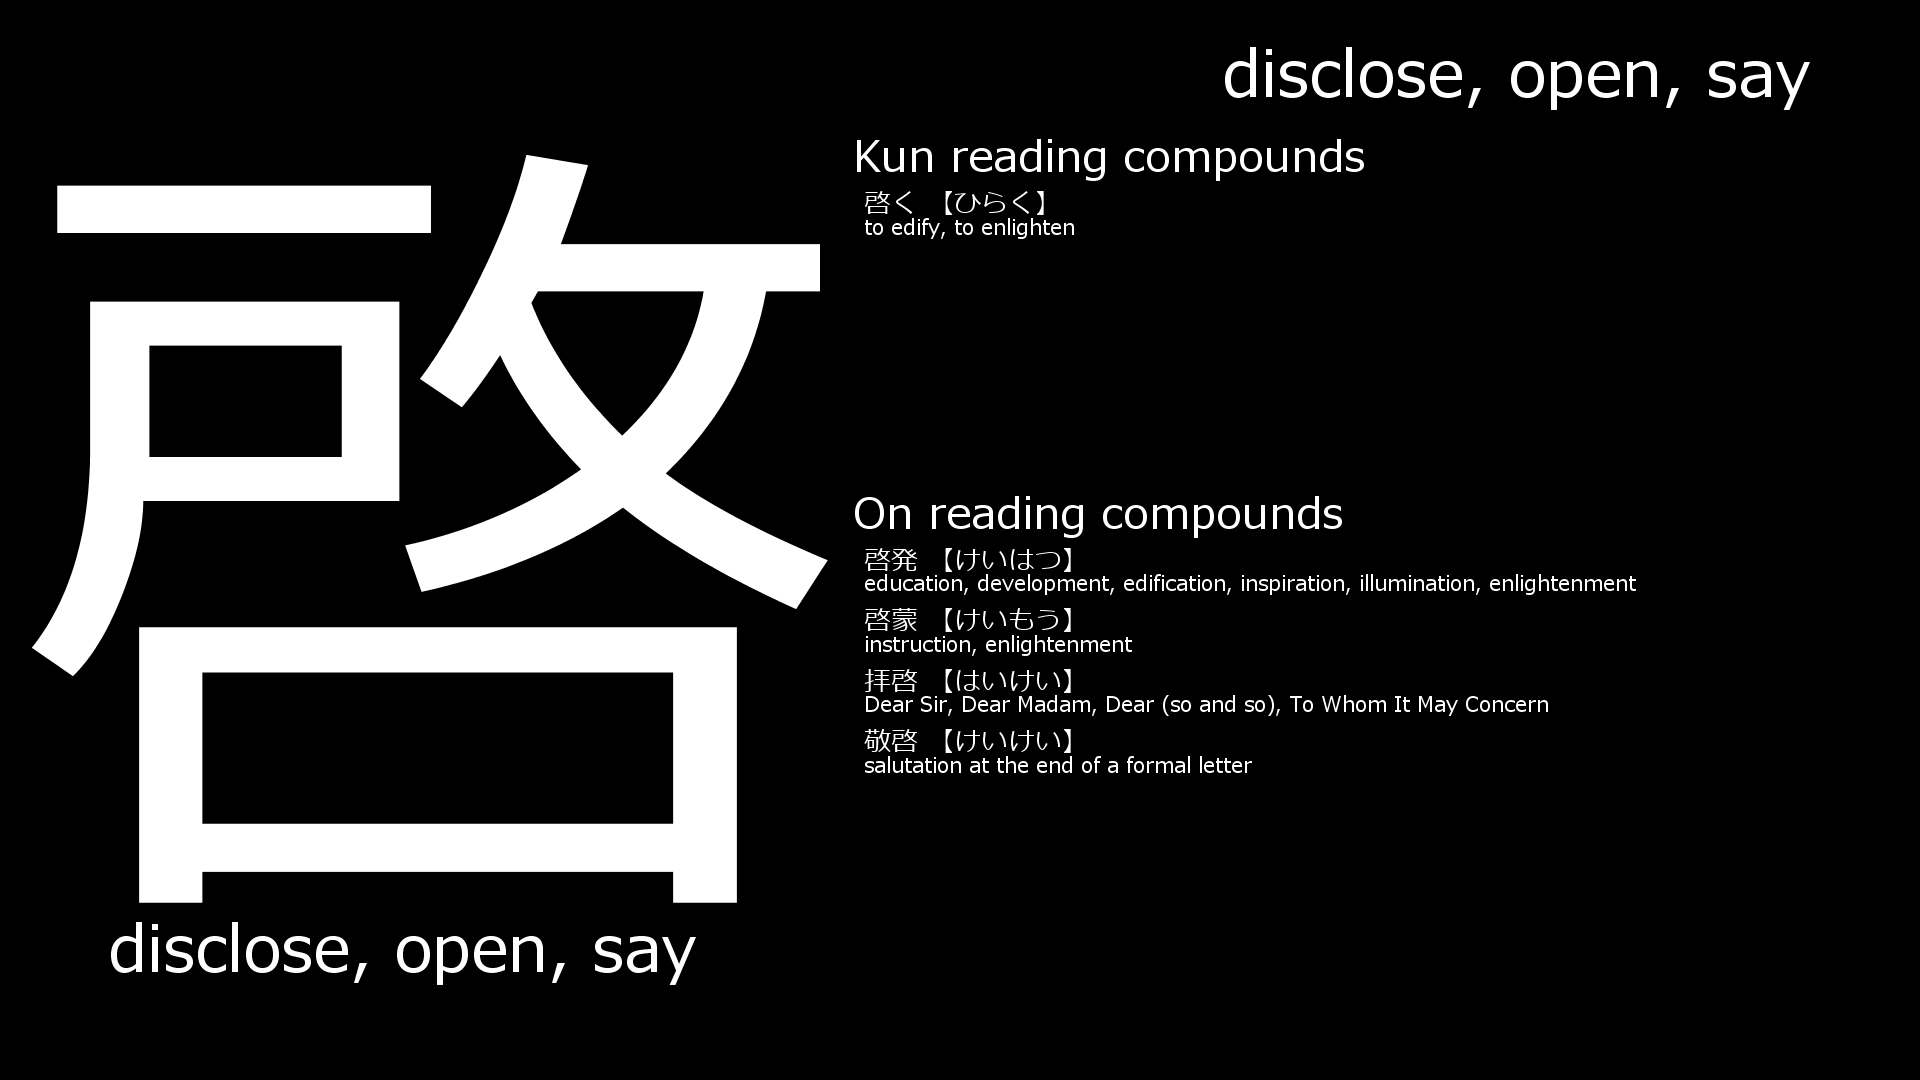 disclose, open, say
啓
disclose, open, say
Kun reading compounds
啓く 【ひらく】
to edify, to enlighten
On reading compounds
啓発 【けいはつ】
education, development, edification, inspiration, illumination, enlightenment
啓蒙 【けいもう】
instruction, enlightenment
拝啓 【はいけい】
Dear Sir, Dear Madam, Dear (so and so), To Whom It May Concern
敬啓 【けいけい】
salutation at the end of a formal letter